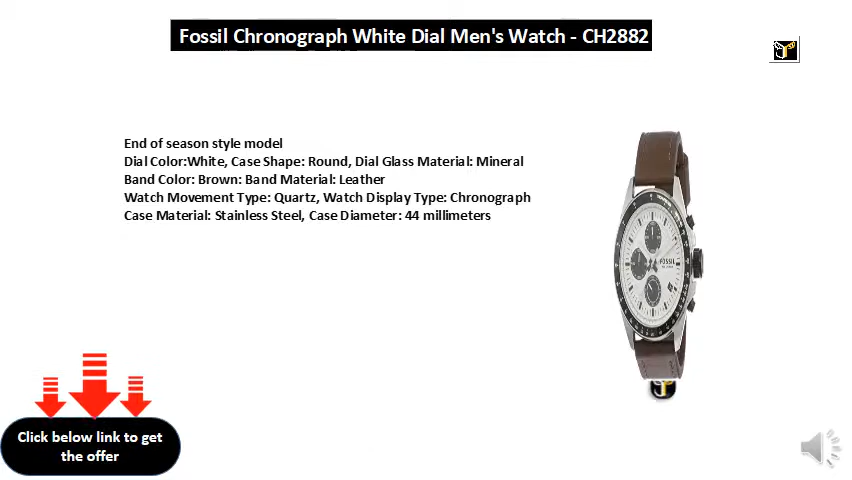 Fossil Chronograph White Dial Men's Watch - CH2882
End of season style model
Dial Color:White, Case Shape: Round, Dial Glass Material: Mineral
Band Color: Brown: Band Material: Leather
Watch Movement Type: Quartz, Watch Display Type: Chronograph
Case Material: Stainless Steel, Case Diameter: 44 millimeters
FOSSIL
Click below link to get
the offer